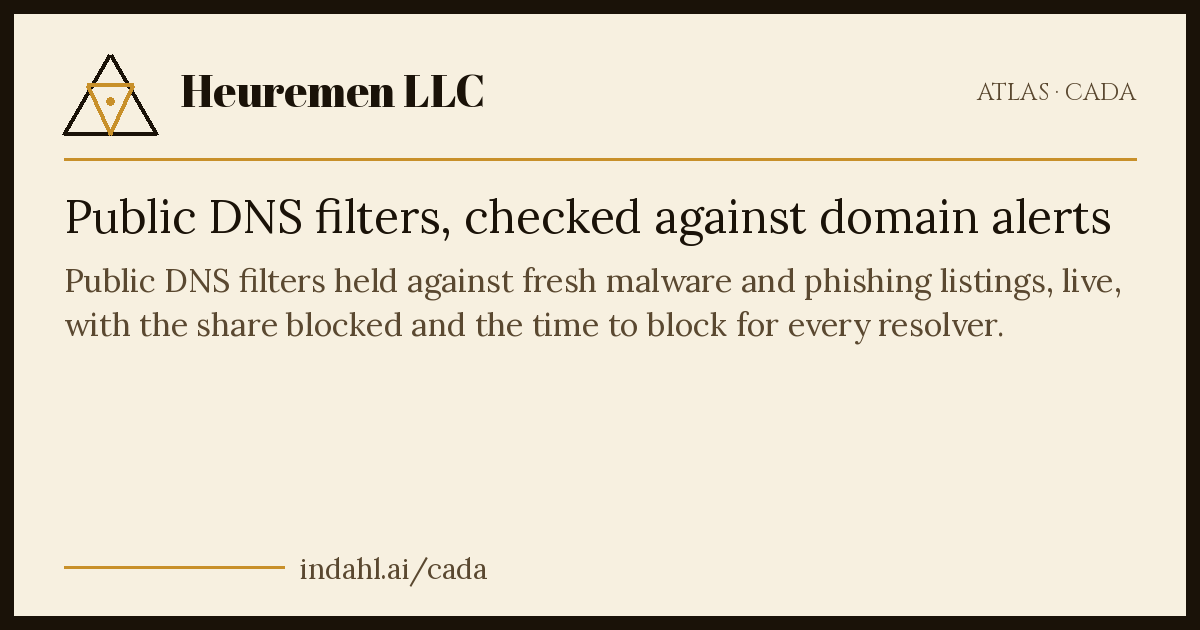 Heuremen LLC
ATLAS · CADA
Public DNS filters, checked against domain alerts
Public DNS filters held against fresh malware and phishing listings, live,
with the share blocked and the time to block for every resolver.
indahl.ai/cada